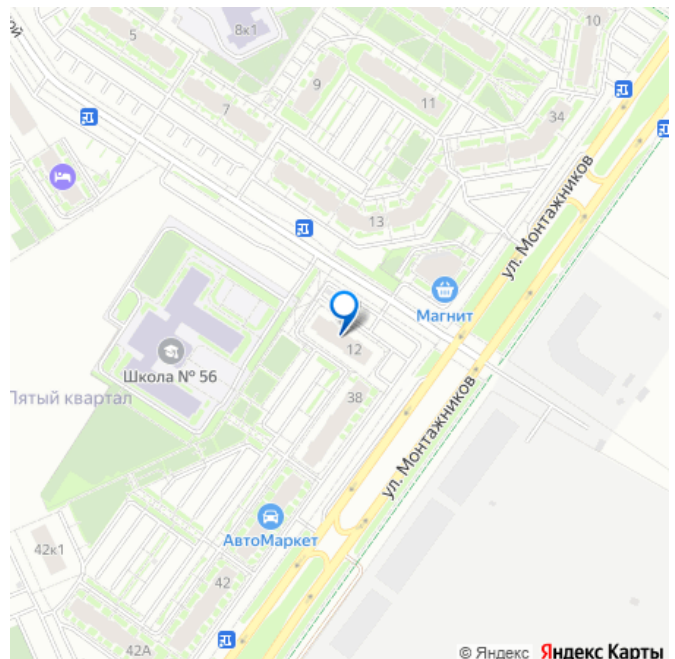 10
8к1
5
ой
9
11
7
34
ул. Монтажников
13
Магнит
12
Школа № 56
38
Пятый квартал
ул. Монтажников
АвтоМаркет
42к1
42
42А
© Яндекс Яндекс Карты